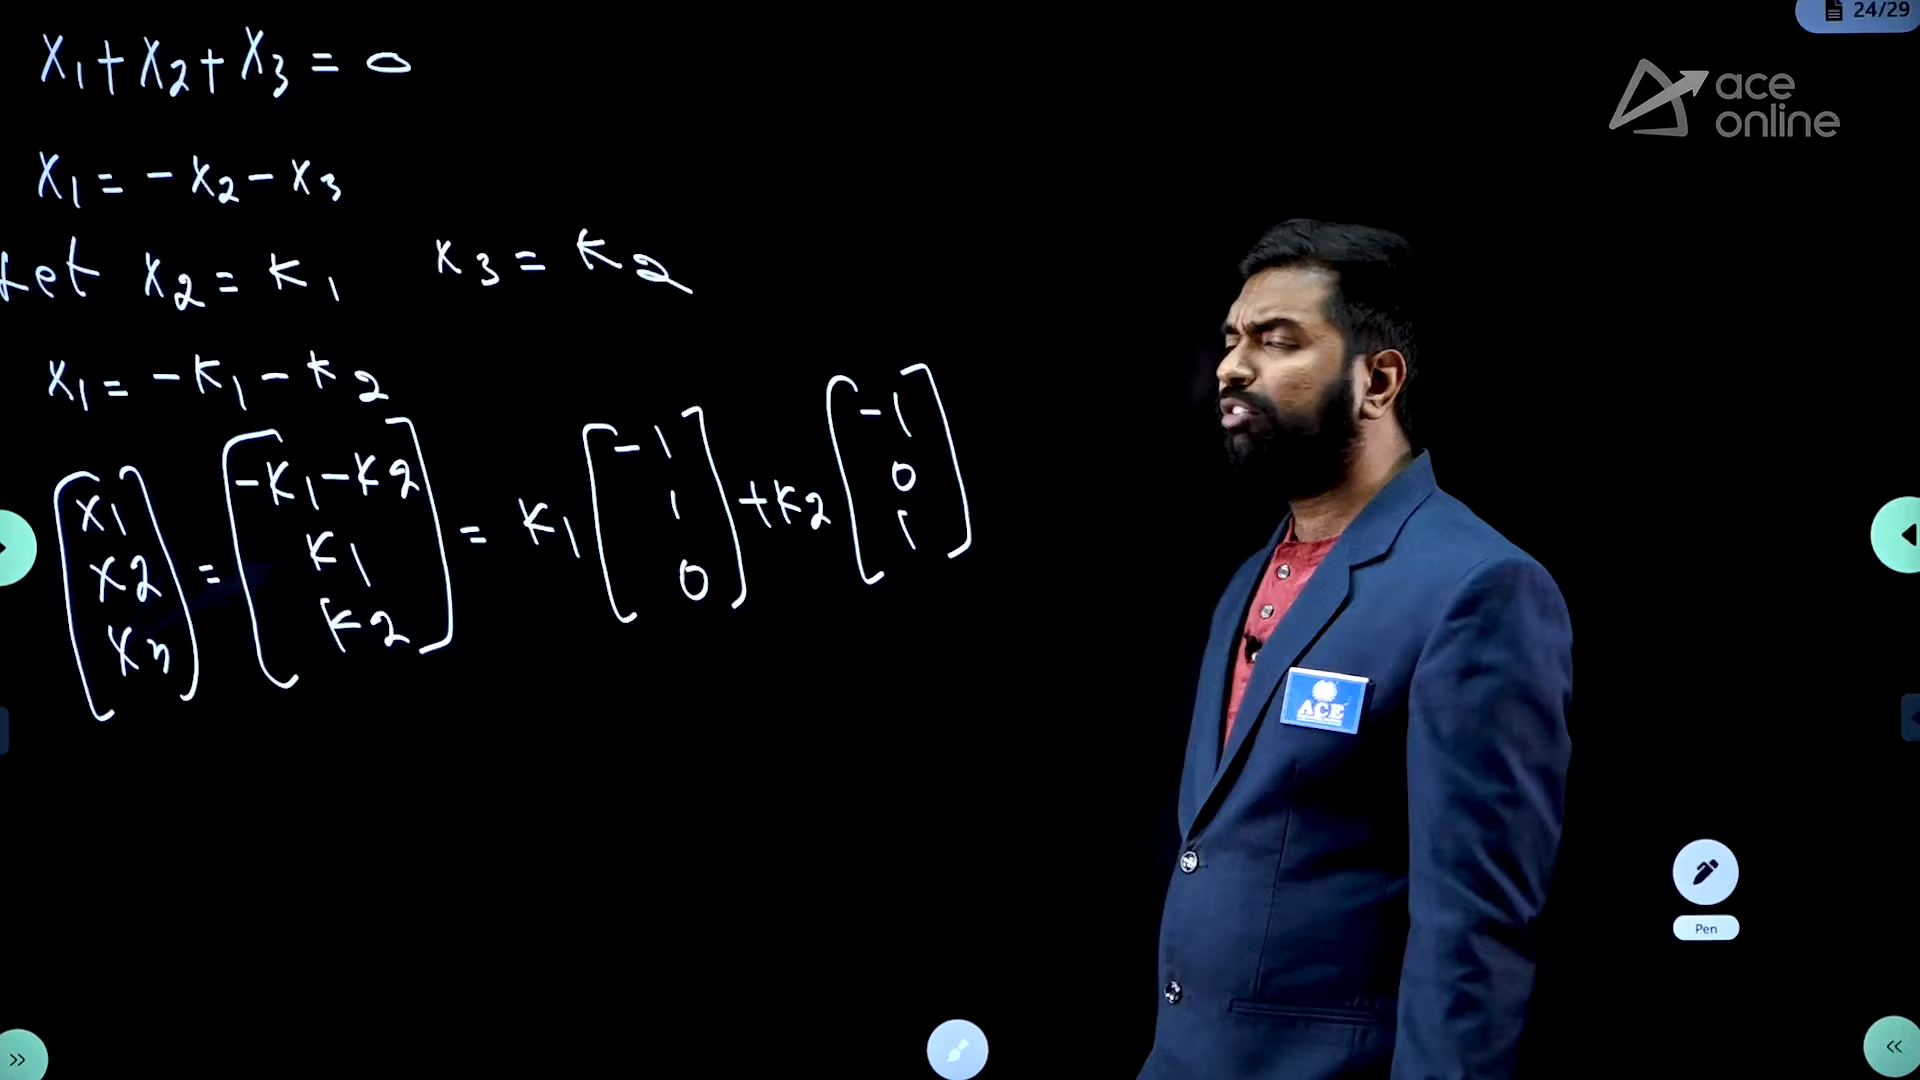 24/29
ace
online
x1 + x2 + x3 = 0
x1 = - x2 - x3
Let x2 = k1 x3 = k2
x1 = - k1 - k2
[x1 x2 xn] = [-k1-k2 k1 k2] = k1 [-1 1 0] + k2 [-1 0 1]
ACE
Pen